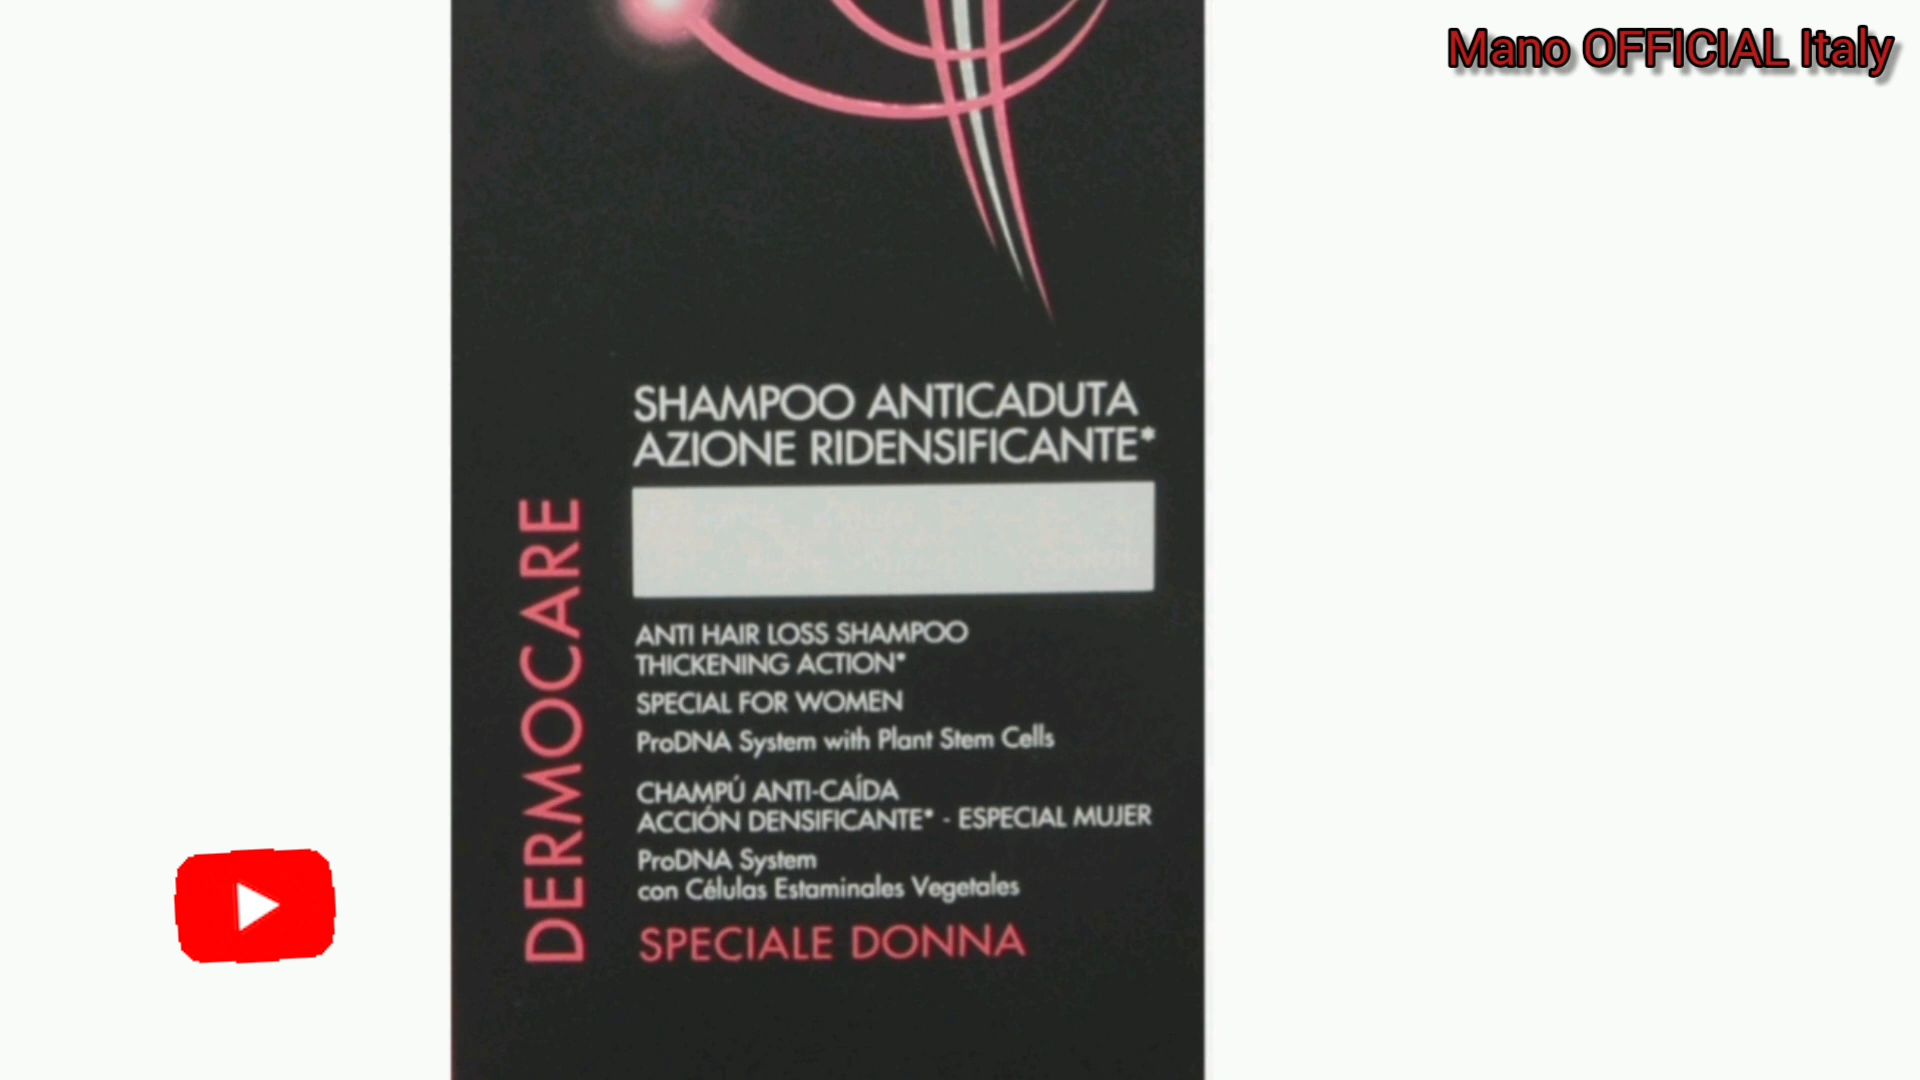 Mano OFFICIAL Italy
SHAMPOO ANTICADUTA
AZIONE RIDENSIFICANTE*
DERMOCARE
ANTI HAIR LOSS SHAMPOO
THICKENING ACTION*
SPECIAL FOR WOMEN
ProDNA System with Plant Stem Cells
CHAMPÚ ANTI-CAÍDA
ACCIÓN DENSIFICANTE* - ESPECIAL MUJER
ProDNA System
con Células Estaminales Vegetales
SPECIALE DONNA